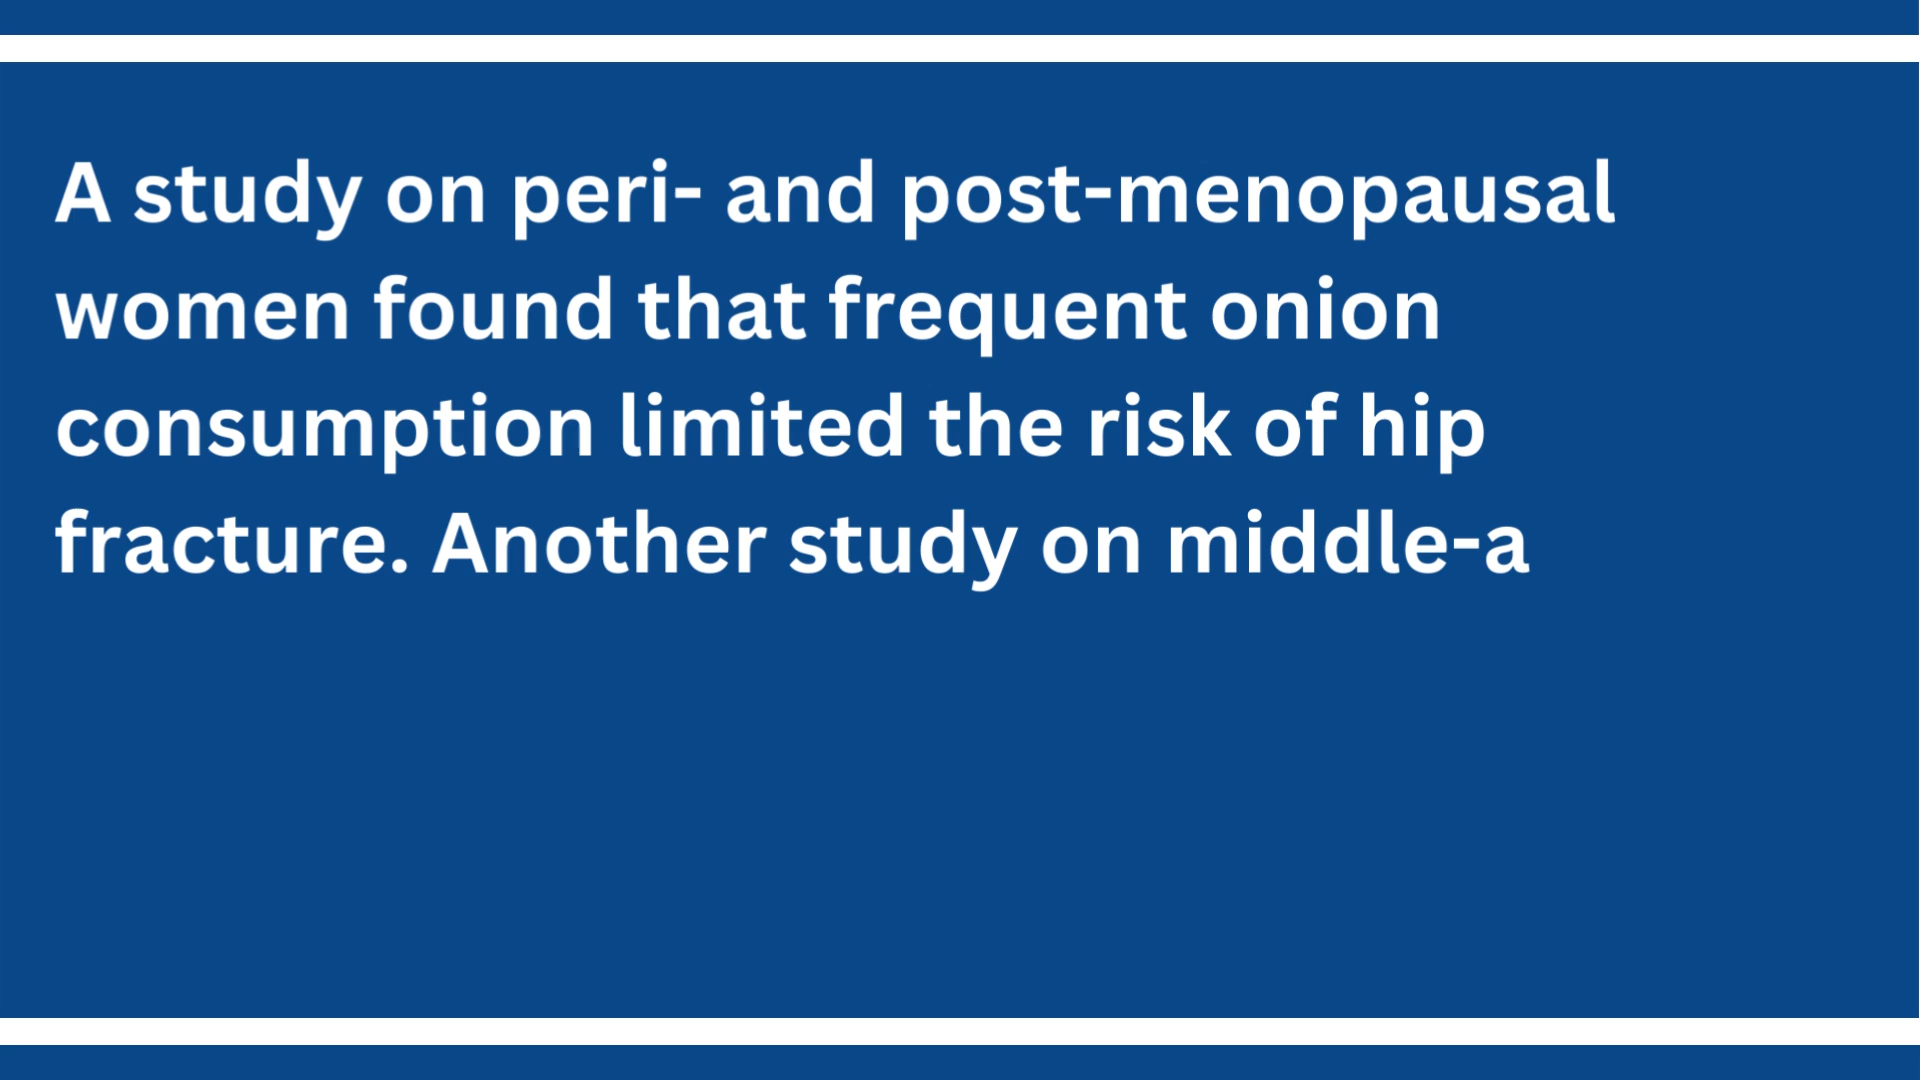 A study on peri- and post-menopausal
women found that frequent onion
consumption limited the risk of hip
fracture. Another study on middle-a